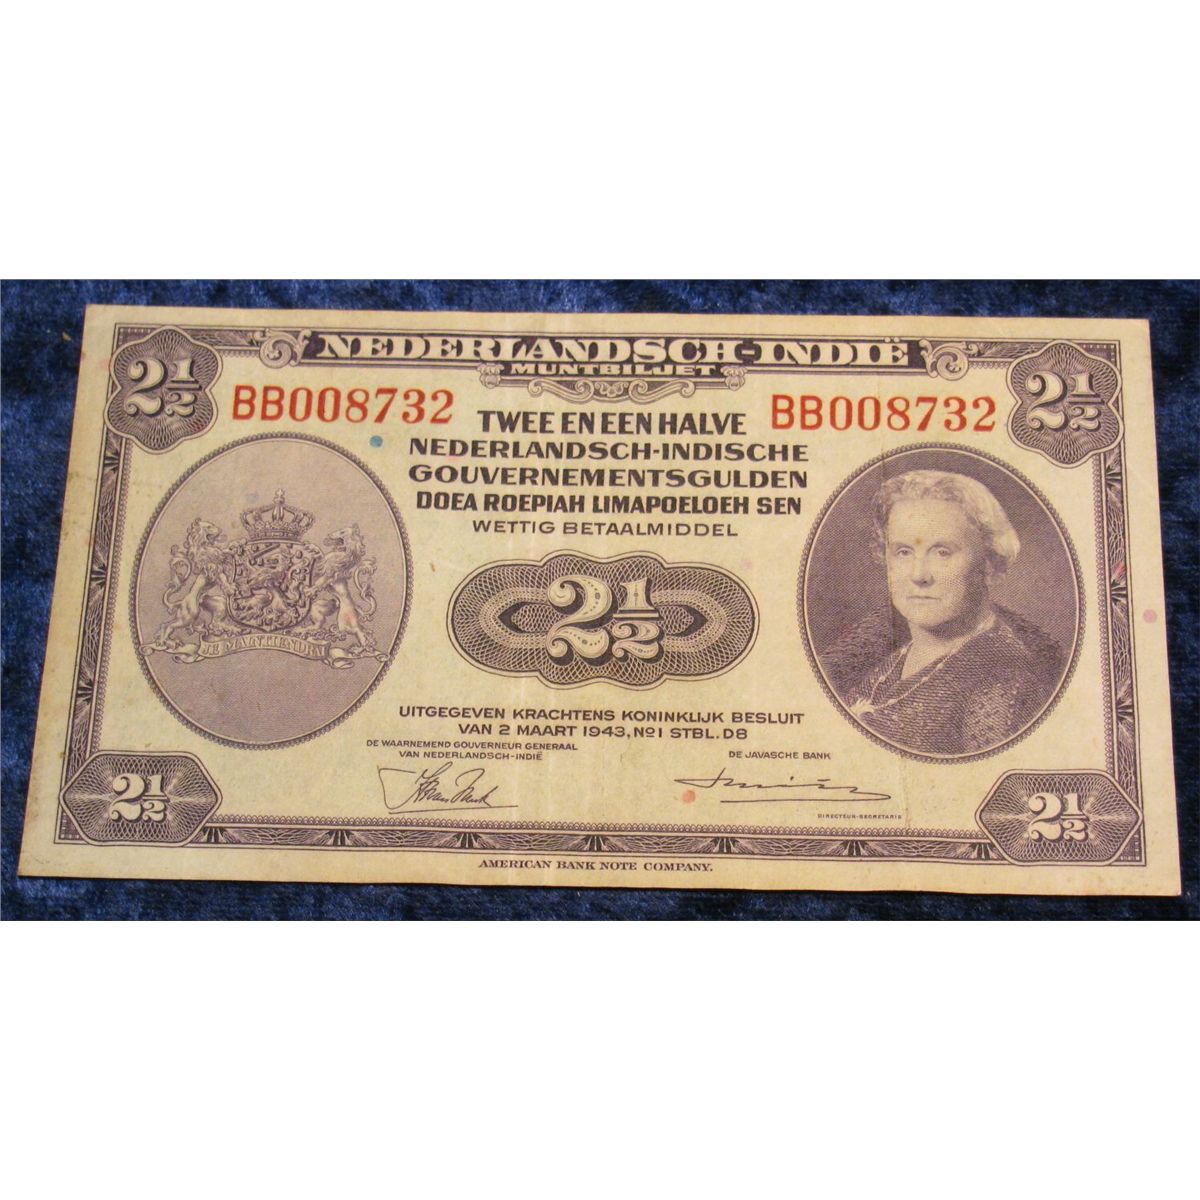 NEDERLANDSCH-INDIË
MUNTBILJET
2½ 2½
BB008732 BB008732
TWEE EN EEN HALVE
NEDERLANDSCH-INDISCHE
GOUVERNEMENTSGULDEN
DOEA ROEPIAH LIMAPOELOEH SEN
WETTIG BETAALMIDDEL
2½
JE MAINTIENDRAI
UITGEGEVEN KRACHTENS KONINKLIJK BESLUIT
VAN 2 MAART 1943, No 1 STBL. D8
DE WAARNEMEND GOUVERNEUR GENERAAL
VAN NEDERLANDSCH-INDIË
DE JAVASCHE BANK
DIRECTEUR-SECRETARIS
2½ 2½
AMERICAN BANK NOTE COMPANY.